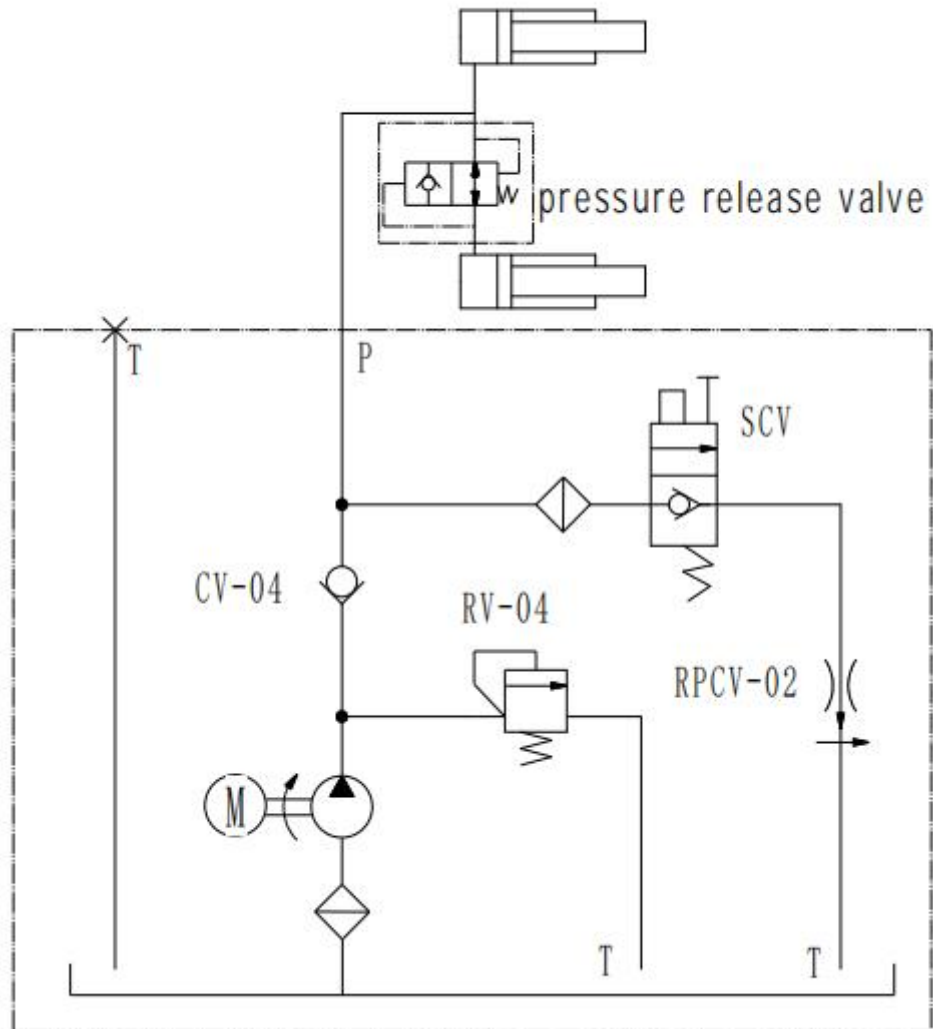 pressure release valve
T
P
SCV
CV-04
RV-04
RPCV-02
M
T
T